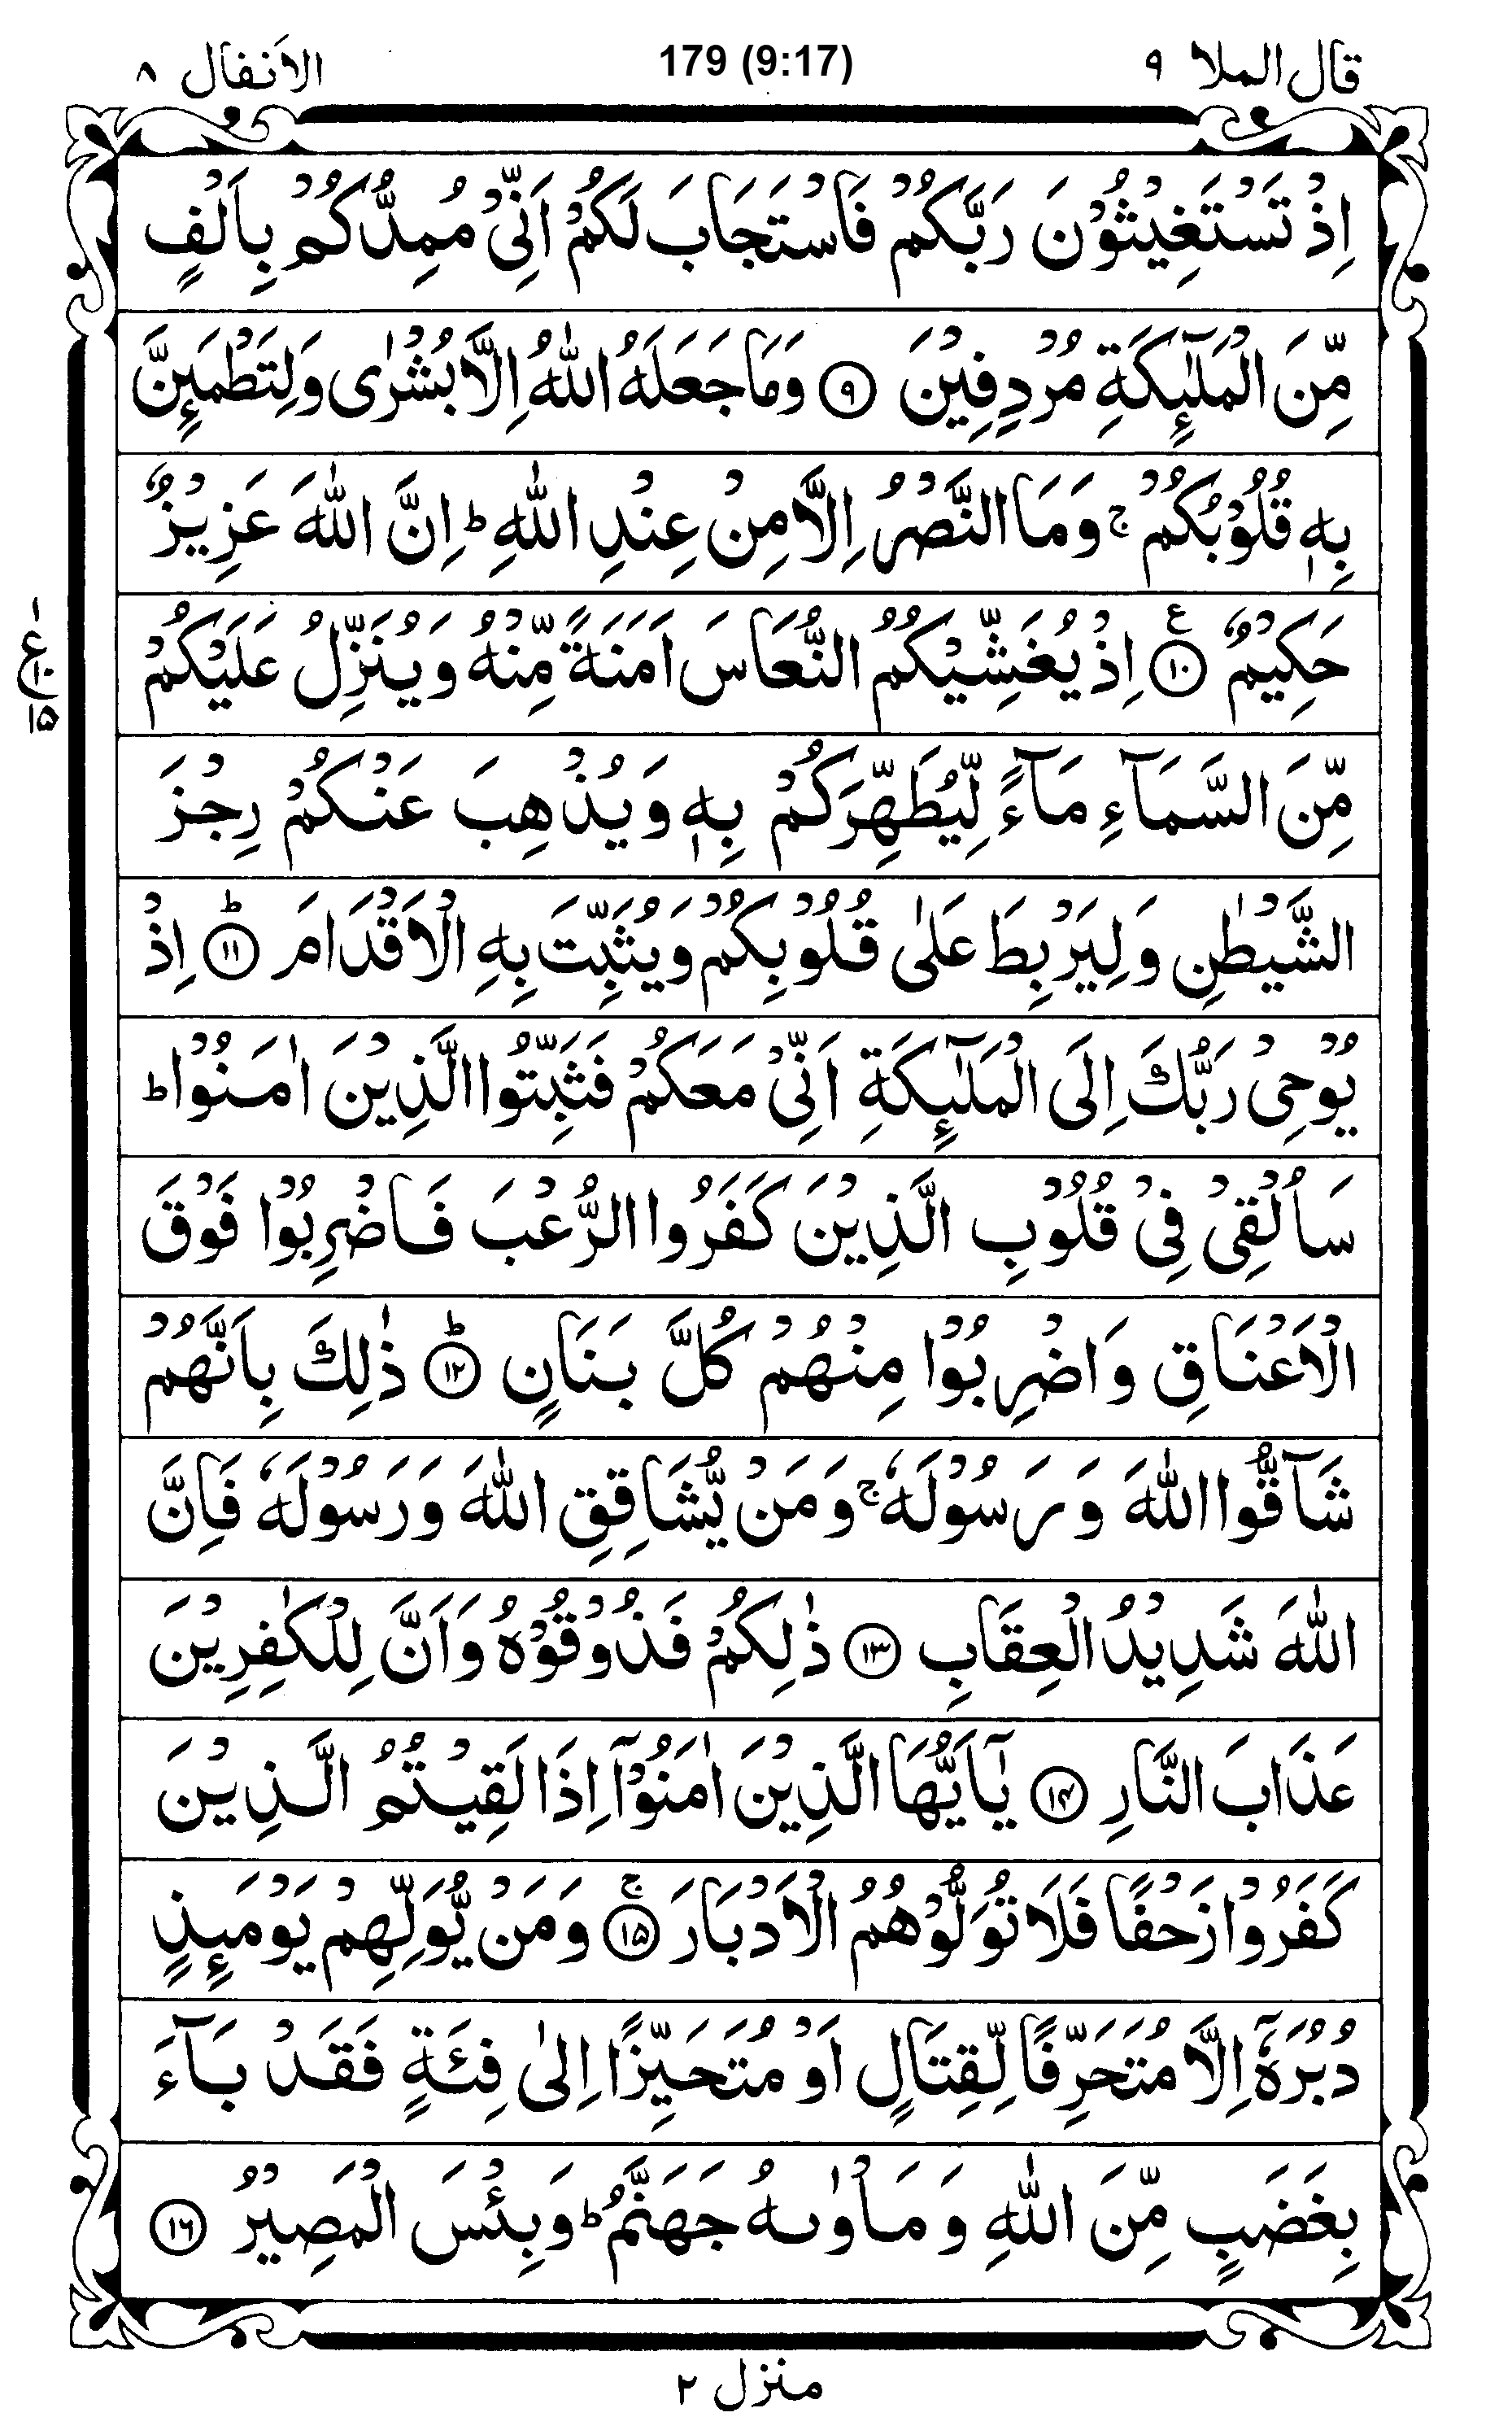 قال الملا ٩ 179 (9:17) الانفال ٨
اِذْ تَسْتَغِيْثُوْنَ رَبَّكُمْ فَاسْتَجَابَ لَكُمْ اَنِّىْ مُمِدُّكُمْ بِاَلْفٍ
مِّنَ الْمَلٰٓئِكَةِ مُرْدِفِيْنَ ۝٩ وَمَا جَعَلَهُ اللّٰهُ اِلَّا بُشْرٰى وَلِتَطْمَئِنَّ
بِهٖ قُلُوْبُكُمْ ۚ وَمَا النَّصْرُ اِلَّا مِنْ عِنْدِ اللّٰهِ ؕ اِنَّ اللّٰهَ عَزِيْزٌ
حَكِيْمٌ ۝١٠ ع اِذْ يُغَشِّيْكُمُ النُّعَاسَ اَمَنَةً مِّنْهُ وَيُنَزِّلُ عَلَيْكُمْ
١ ع ١٠ ١٥
مِّنَ السَّمَآءِ مَآءً لِّيُطَهِّرَكُمْ بِهٖ وَيُذْهِبَ عَنْكُمْ رِجْزَ
الشَّيْطٰنِ وَلِيَرْبِطَ عَلٰى قُلُوْبِكُمْ وَيُثَبِّتَ بِهِ الْاَقْدَامَ ؕ ۝١١ اِذْ
يُوْحِىْ رَبُّكَ اِلَى الْمَلٰٓئِكَةِ اَنِّىْ مَعَكُمْ فَثَبِّتُوا الَّذِيْنَ اٰمَنُوْا ؕ
سَاُلْقِىْ فِىْ قُلُوْبِ الَّذِيْنَ كَفَرُوا الرُّعْبَ فَاضْرِبُوْا فَوْقَ
الْاَعْنَاقِ وَاضْرِبُوْا مِنْهُمْ كُلَّ بَنَانٍ ؕ ۝١٢ ذٰلِكَ بِاَنَّهُمْ
شَآقُّوا اللّٰهَ وَرَسُوْلَهٗ ۚ وَمَنْ يُّشَاقِقِ اللّٰهَ وَرَسُوْلَهٗ فَاِنَّ
اللّٰهَ شَدِيْدُ الْعِقَابِ ۝١٣ ذٰلِكُمْ فَذُوْقُوْهُ وَاَنَّ لِلْكٰفِرِيْنَ
عَذَابَ النَّارِ ۝١٤ يٰۤاَيُّهَا الَّذِيْنَ اٰمَنُوْۤا اِذَا لَقِيْتُمُ الَّذِيْنَ
كَفَرُوْا زَحْفًا فَلَا تُوَلُّوْهُمُ الْاَدْبَارَ ۚ ۝١٥ وَمَنْ يُّوَلِّهِمْ يَوْمَئِذٍ
دُبُرَهٗۤ اِلَّا مُتَحَرِّفًا لِّقِتَالٍ اَوْ مُتَحَيِّزًا اِلٰى فِئَةٍ فَقَدْ بَآءَ
بِغَضَبٍ مِّنَ اللّٰهِ وَمَاْوٰىهُ جَهَنَّمُ ؕ وَبِئْسَ الْمَصِيْرُ ۝١٦
منزل ٢